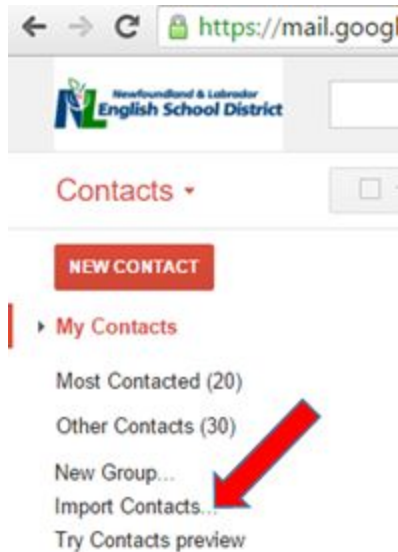 https://mail.googl
Newfoundland & Labrador
English School District
Contacts
NEW CONTACT
My Contacts
Most Contacted (20)
Other Contacts (30)
New Group...
Import Contacts...
Try Contacts preview